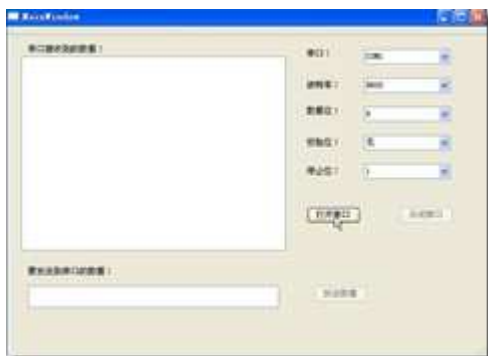 MainWindow
串口接收到的数据：
串口：
COM1
波特率：
9600
数据位：
8
校验位：
无
停止位：
1
打开串口
关闭串口
要发送到串口的数据：
发送数据